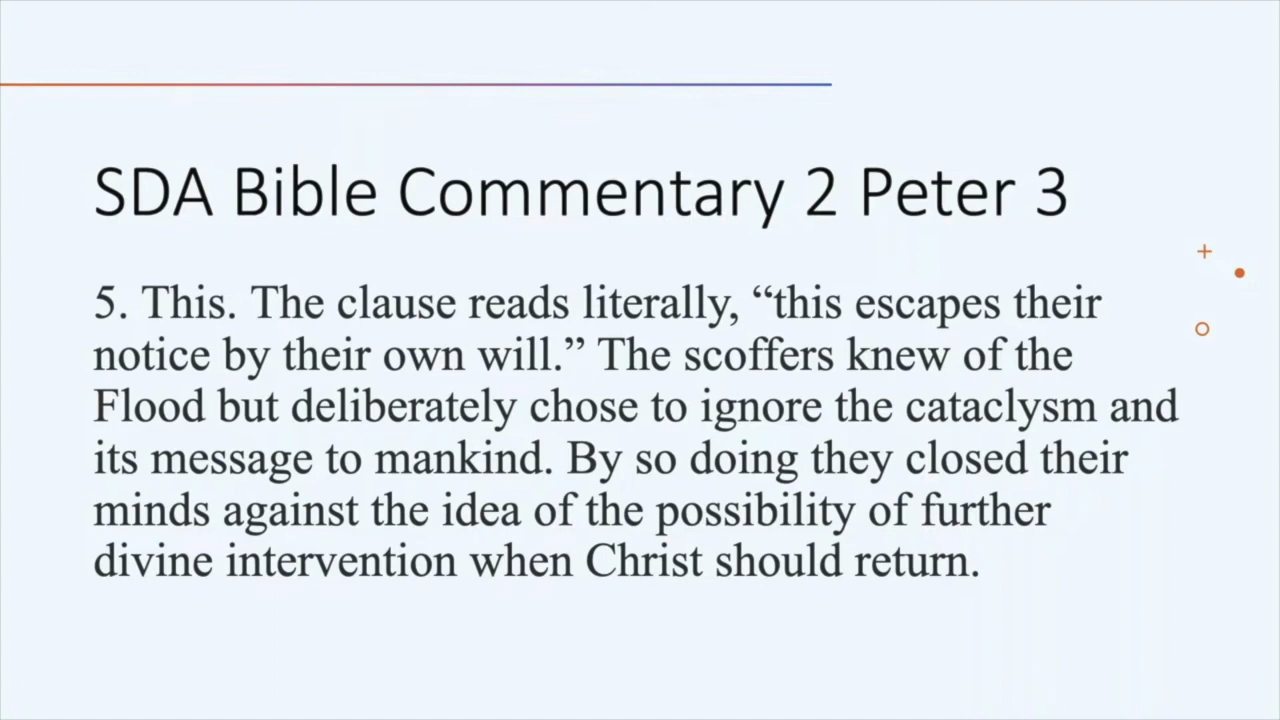 SDA Bible Commentary 2 Peter 3
5. This. The clause reads literally, “this escapes their
notice by their own will.” The scoffers knew of the
Flood but deliberately chose to ignore the cataclysm and
its message to mankind. By so doing they closed their
minds against the idea of the possibility of further
divine intervention when Christ should return.